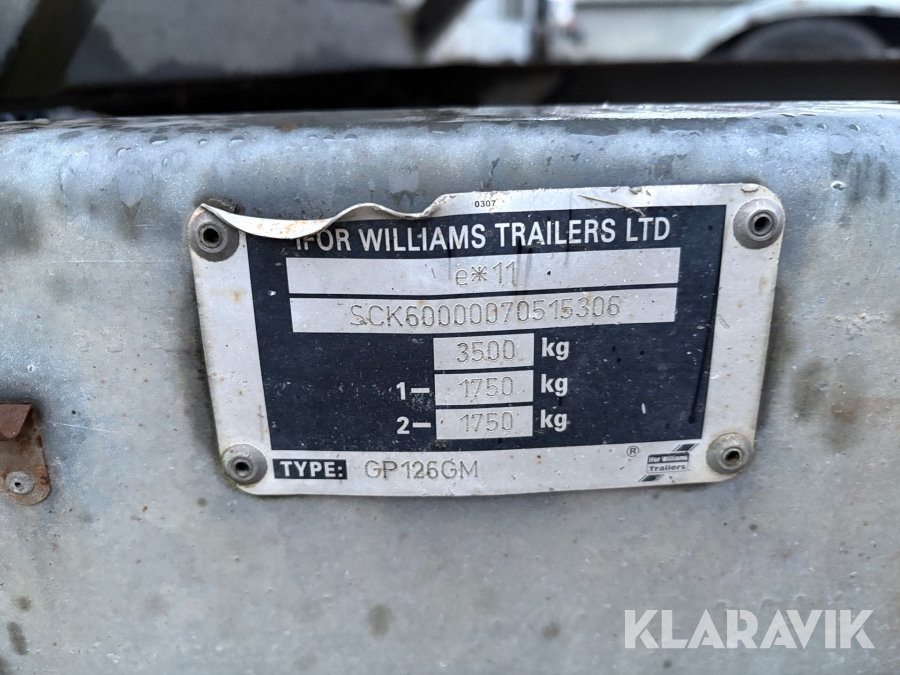 0307
IFOR WILLIAMS TRAILERS LTD
e*11
SCK60000070515306
3500 kg
1– 1750 kg
2– 1750 kg
TYPE: GP126GM ®
Ifor Williams
Trailers
KLARAVIK